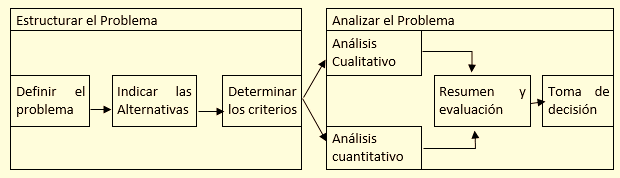 Estructurar el Problema
Definir el
problema
Indicar las
Alternativas
Determinar
los criterios
Analizar el Problema
Análisis
Cualitativo
Análisis
cuantitativo
Resumen y
evaluación
Toma de
decisión